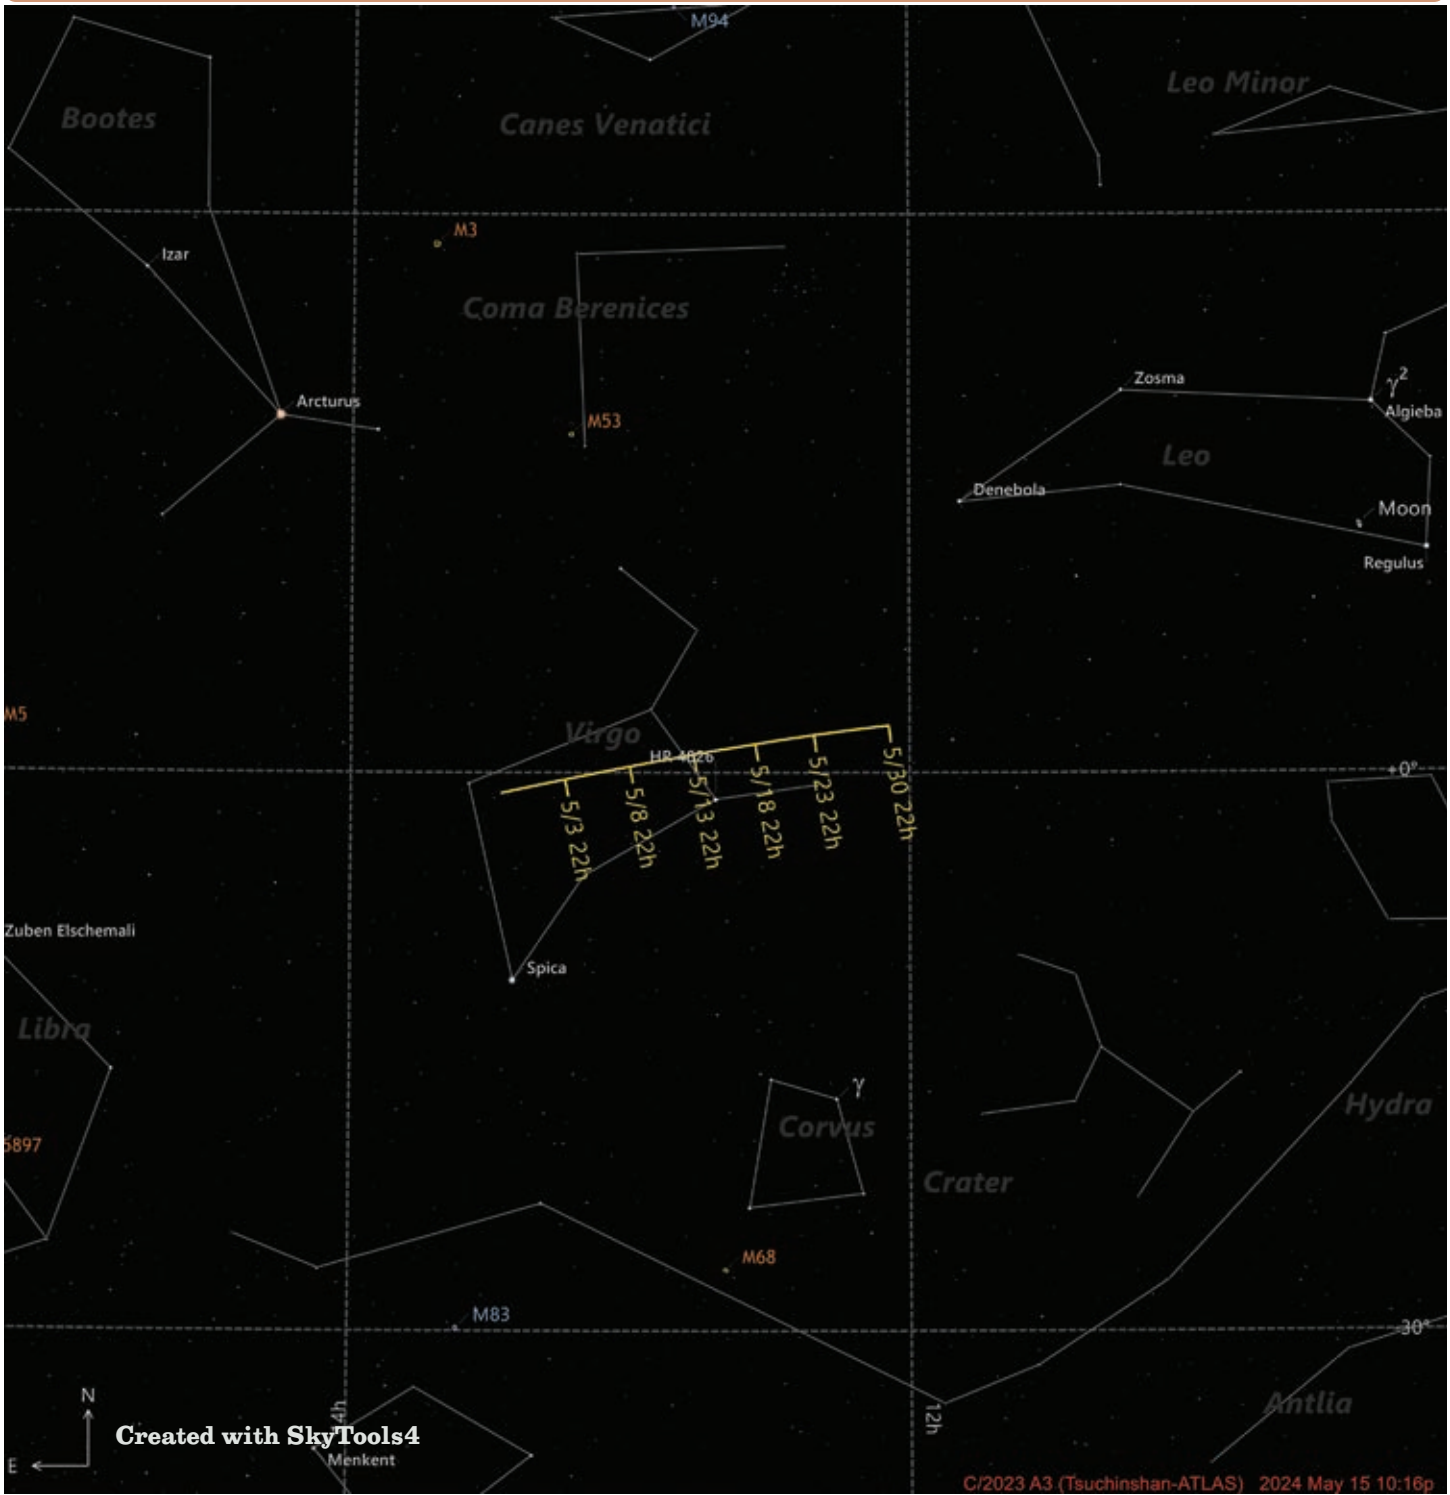 M94
Leo Minor
Bootes
Canes Venatici
M3
Izar
Coma Berenices
Zosma
γ²
Arcturus
Algieba
M53
Leo
Denebola
Moon
Regulus
M5
Virgo
HR 4826
+0°
5/3 22h
5/8 22h
5/13 22h
5/18 22h
5/23 22h
5/30 22h
Zuben Elschemali
Spica
Libra
γ
Hydra
Corvus
5897
Crater
M68
M83
-30°
N
Antlia
14h
12h
Created with SkyTools4
Menkent
E
C/2023 A3 (Tsuchinshan-ATLAS) 2024 May 15 10:16p